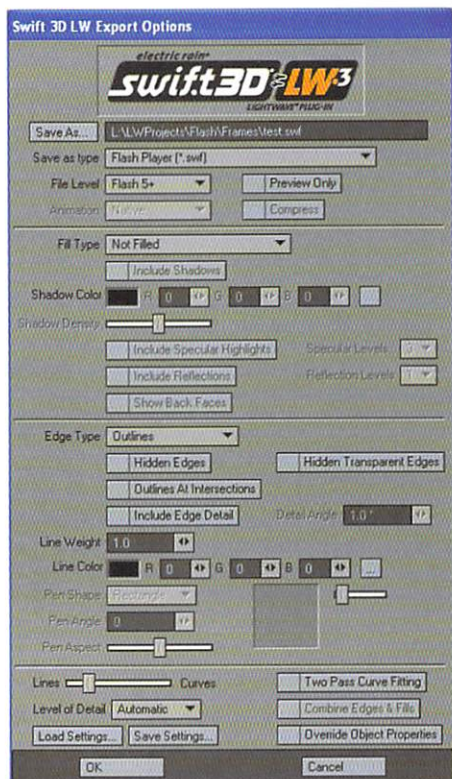 Swift 3D LW Export Options
electric rain
swift3D LW v.3
LIGHTWAVE PLUG-IN
Save As... L:\LWProjects\Flash\Frames\test.swf
Save as type Flash Player (*.swf)
File Level Flash 5+ Preview Only
Animation Native Compress
Fill Type Not Filled
Include Shadows
Shadow Color R 0 G 0 B 0
Shadow Density
Include Specular Highlights Specular Levels
Include Reflections Reflection Levels 1
Show Back Faces
Edge Type Outlines
Hidden Edges Hidden Transparent Edges
Outlines At Intersections
Include Edge Detail Detail Angle 1.0°
Line Weight 1.0
Line Color R 0 G 0 B 0 ...
Pen Shape Rectangle
Pen Angle 0
Pen Aspect
Lines Curves Two Pass Curve Fitting
Level of Detail Automatic Combine Edges & Fills
Load Settings... Save Settings... Override Object Properties
OK Cancel